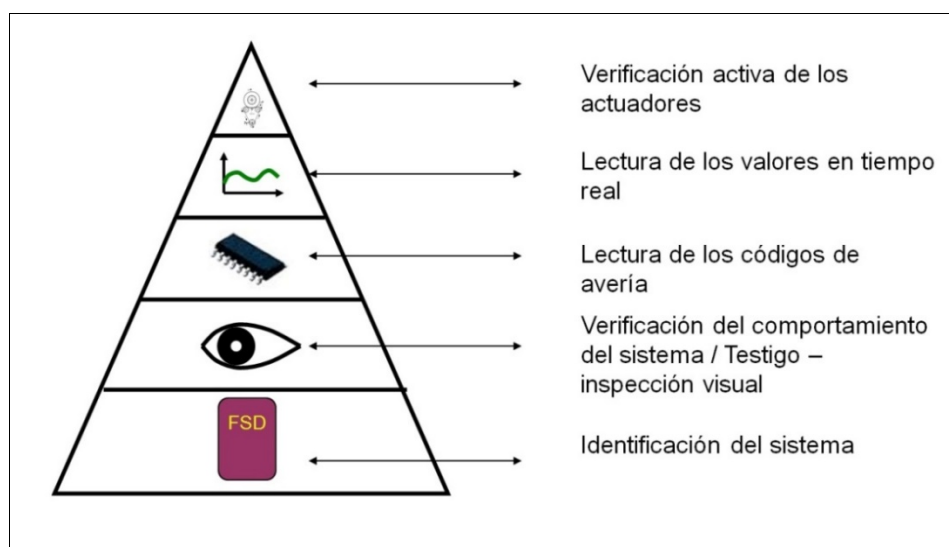 Verificación activa de los
actuadores
Lectura de los valores en tiempo
real
Lectura de los códigos de
avería
Verificación del comportamiento
del sistema / Testigo –
inspección visual
FSD
Identificación del sistema